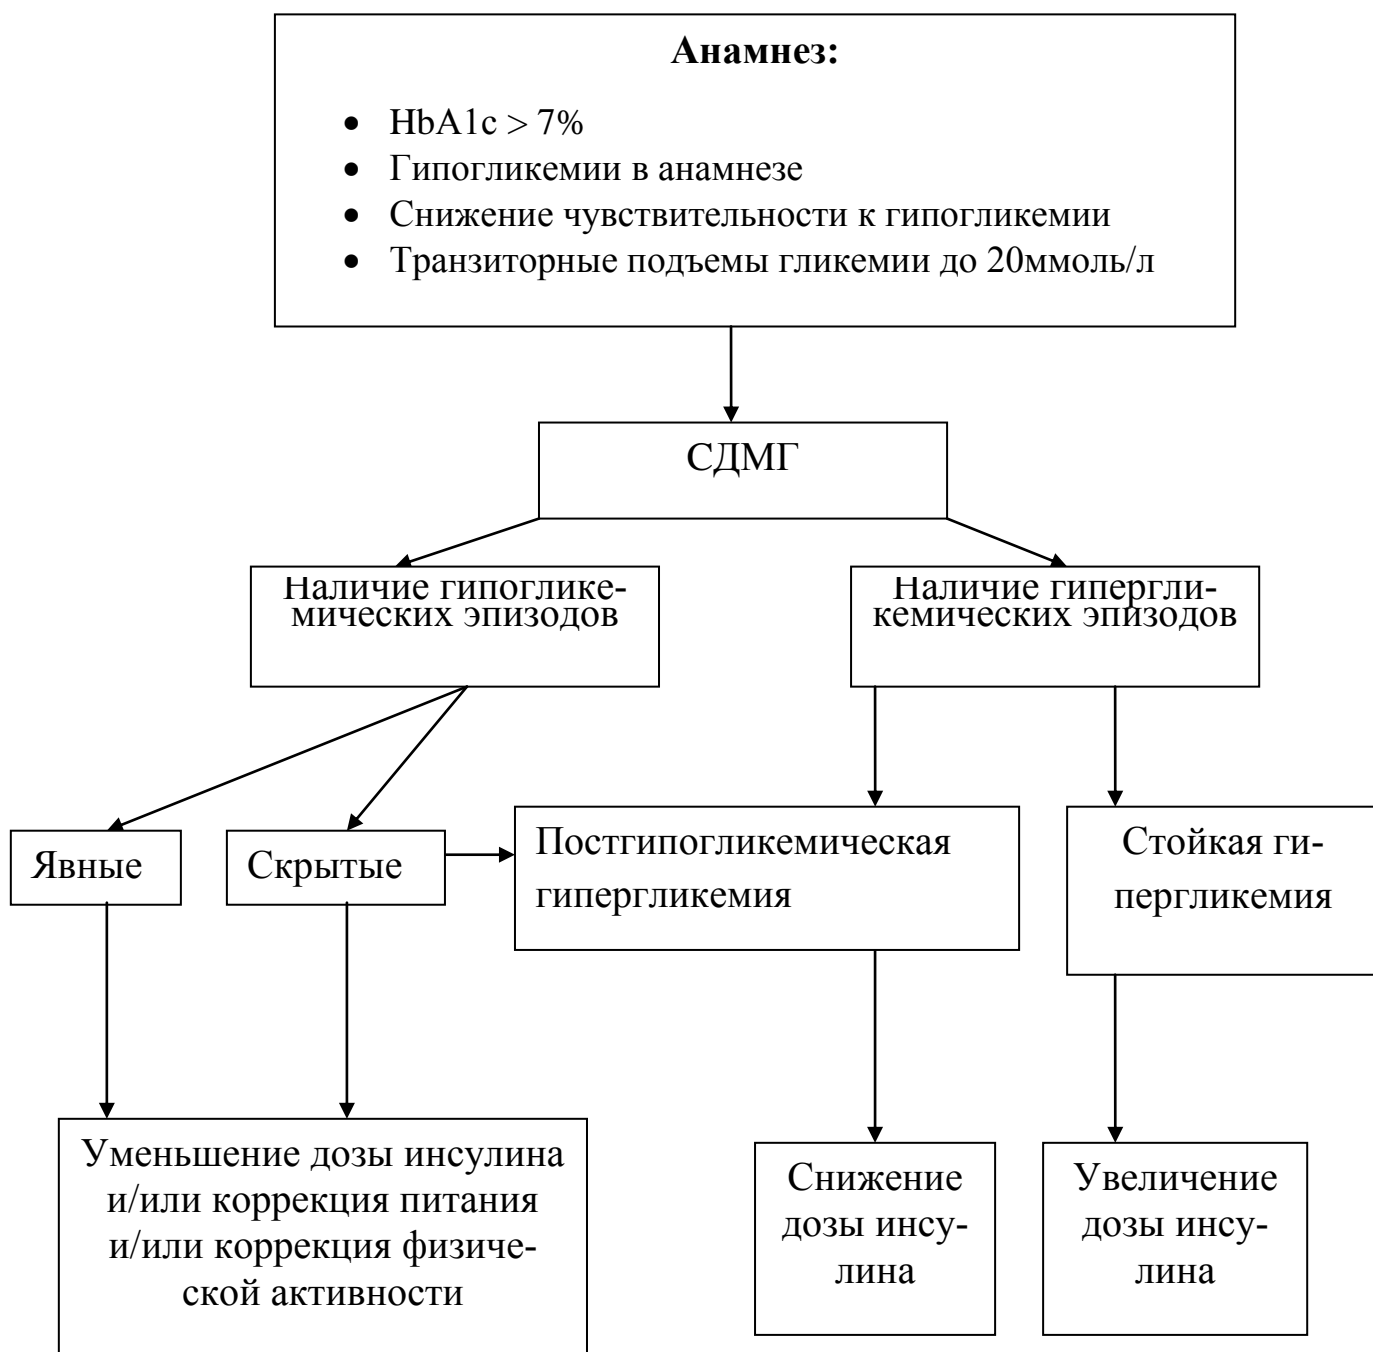 Анамнез:
• HbA1c > 7%
• Гипогликемии в анамнезе
• Снижение чувствительности к гипогликемии
• Транзиторные подъемы гликемии до 20ммоль/л
СДМГ
Наличие гипоглике-
мических эпизодов
Наличие гипергли-
кемических эпизодов
Явные
Скрытые
Постгипогликемическая
гипергликемия
Стойкая ги-
пергликемия
Уменьшение дозы инсулина
и/или коррекция питания
и/или коррекция физиче-
ской активности
Снижение
дозы инсу-
лина
Увеличение
дозы инсу-
лина